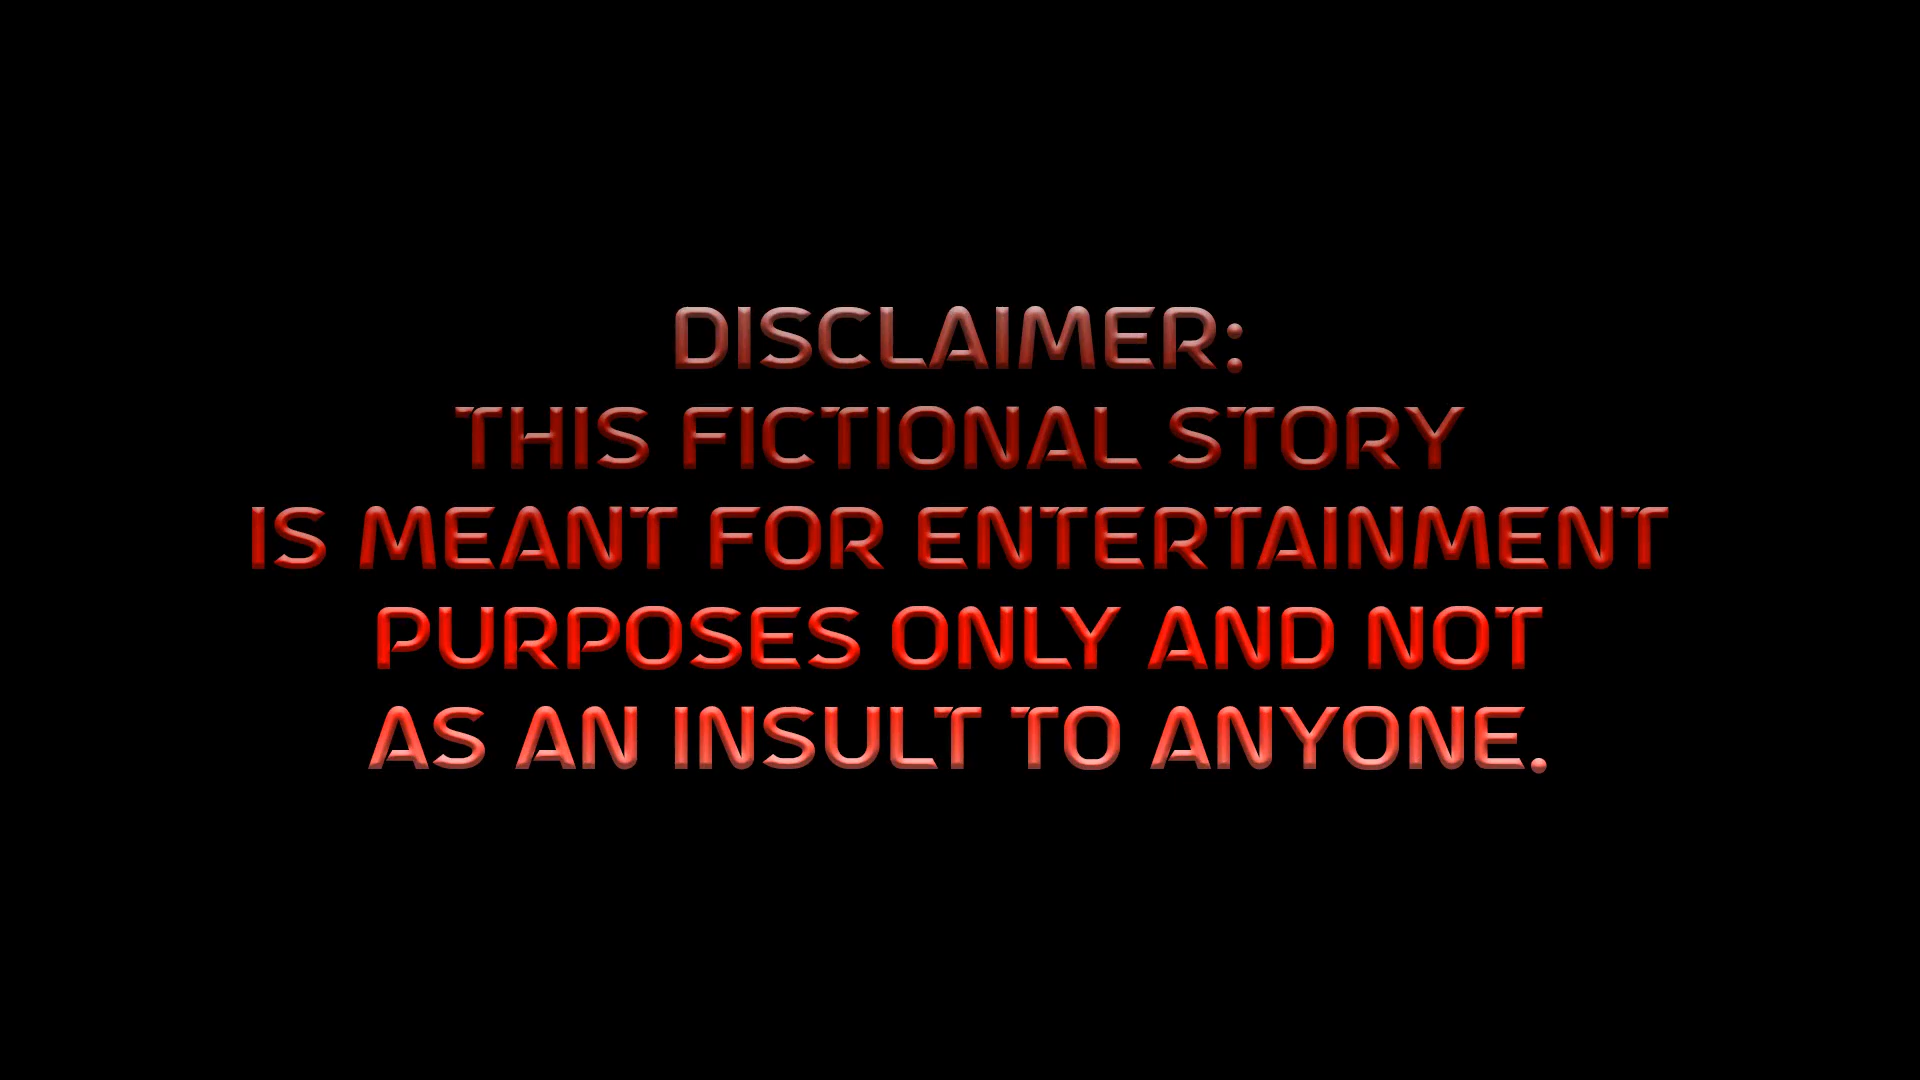 DISCLAIMER:
THIS FICTIONAL STORY
IS MEANT FOR ENTERTAINMENT
PURPOSES ONLY AND NOT
AS AN INSULT TO ANYONE.